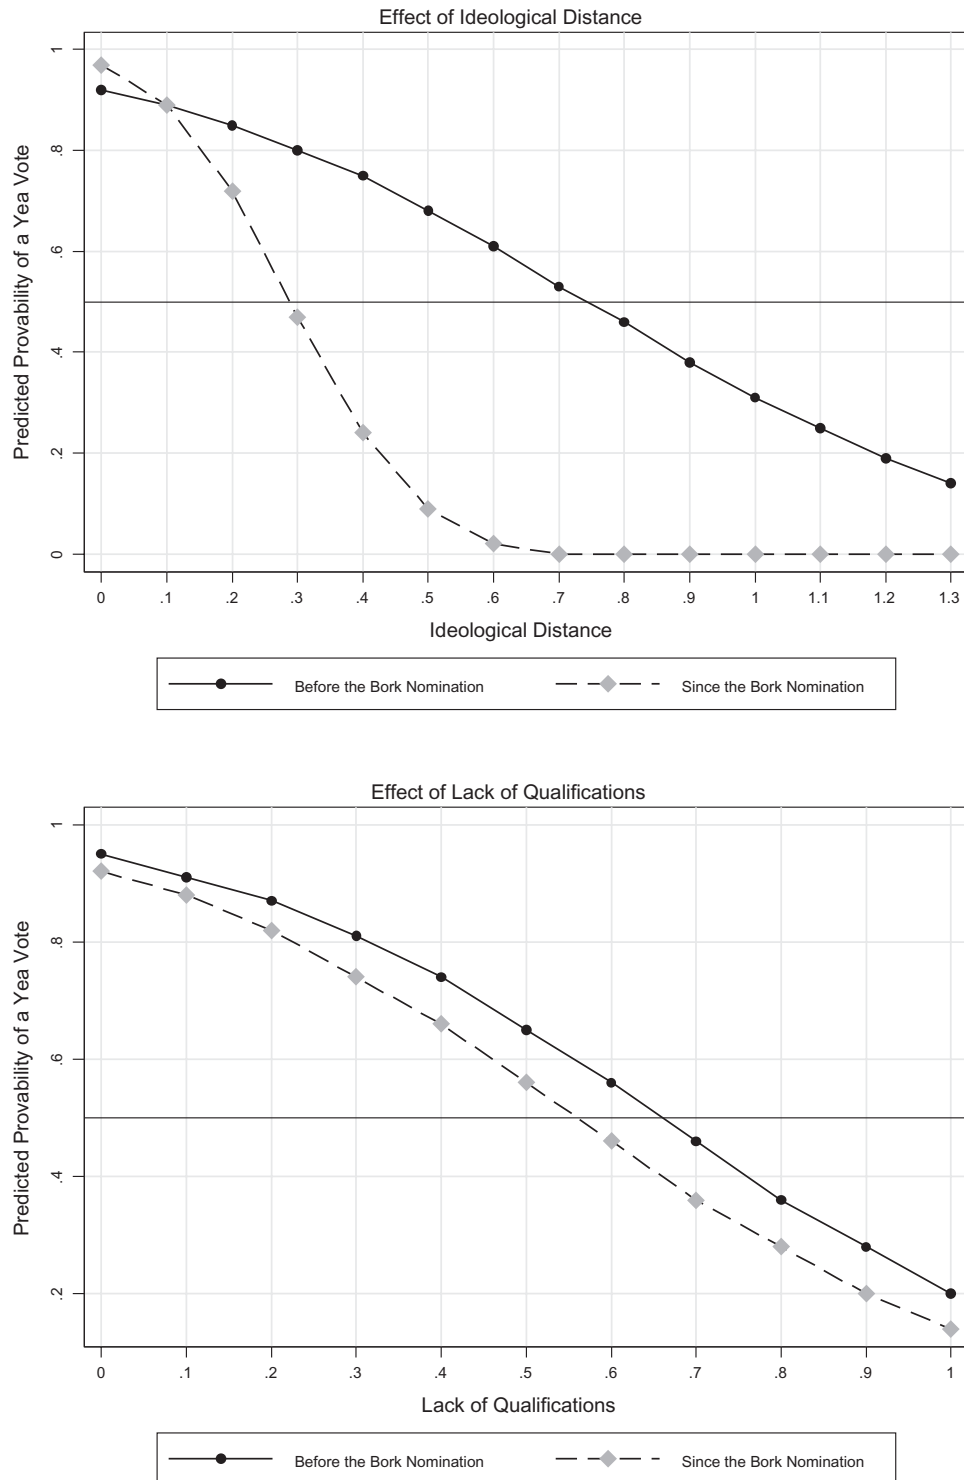 Effect of Ideological Distance
Predicted Provability of a Yea Vote
1
.8
.6
.4
.2
0
0 .1 .2 .3 .4 .5 .6 .7 .8 .9 1 1.1 1.2 1.3
Ideological Distance
Before the Bork Nomination Since the Bork Nomination
Effect of Lack of Qualifications
Predicted Provability of a Yea Vote
1
.8
.6
.4
.2
0 .1 .2 .3 .4 .5 .6 .7 .8 .9 1
Lack of Qualifications
Before the Bork Nomination Since the Bork Nomination